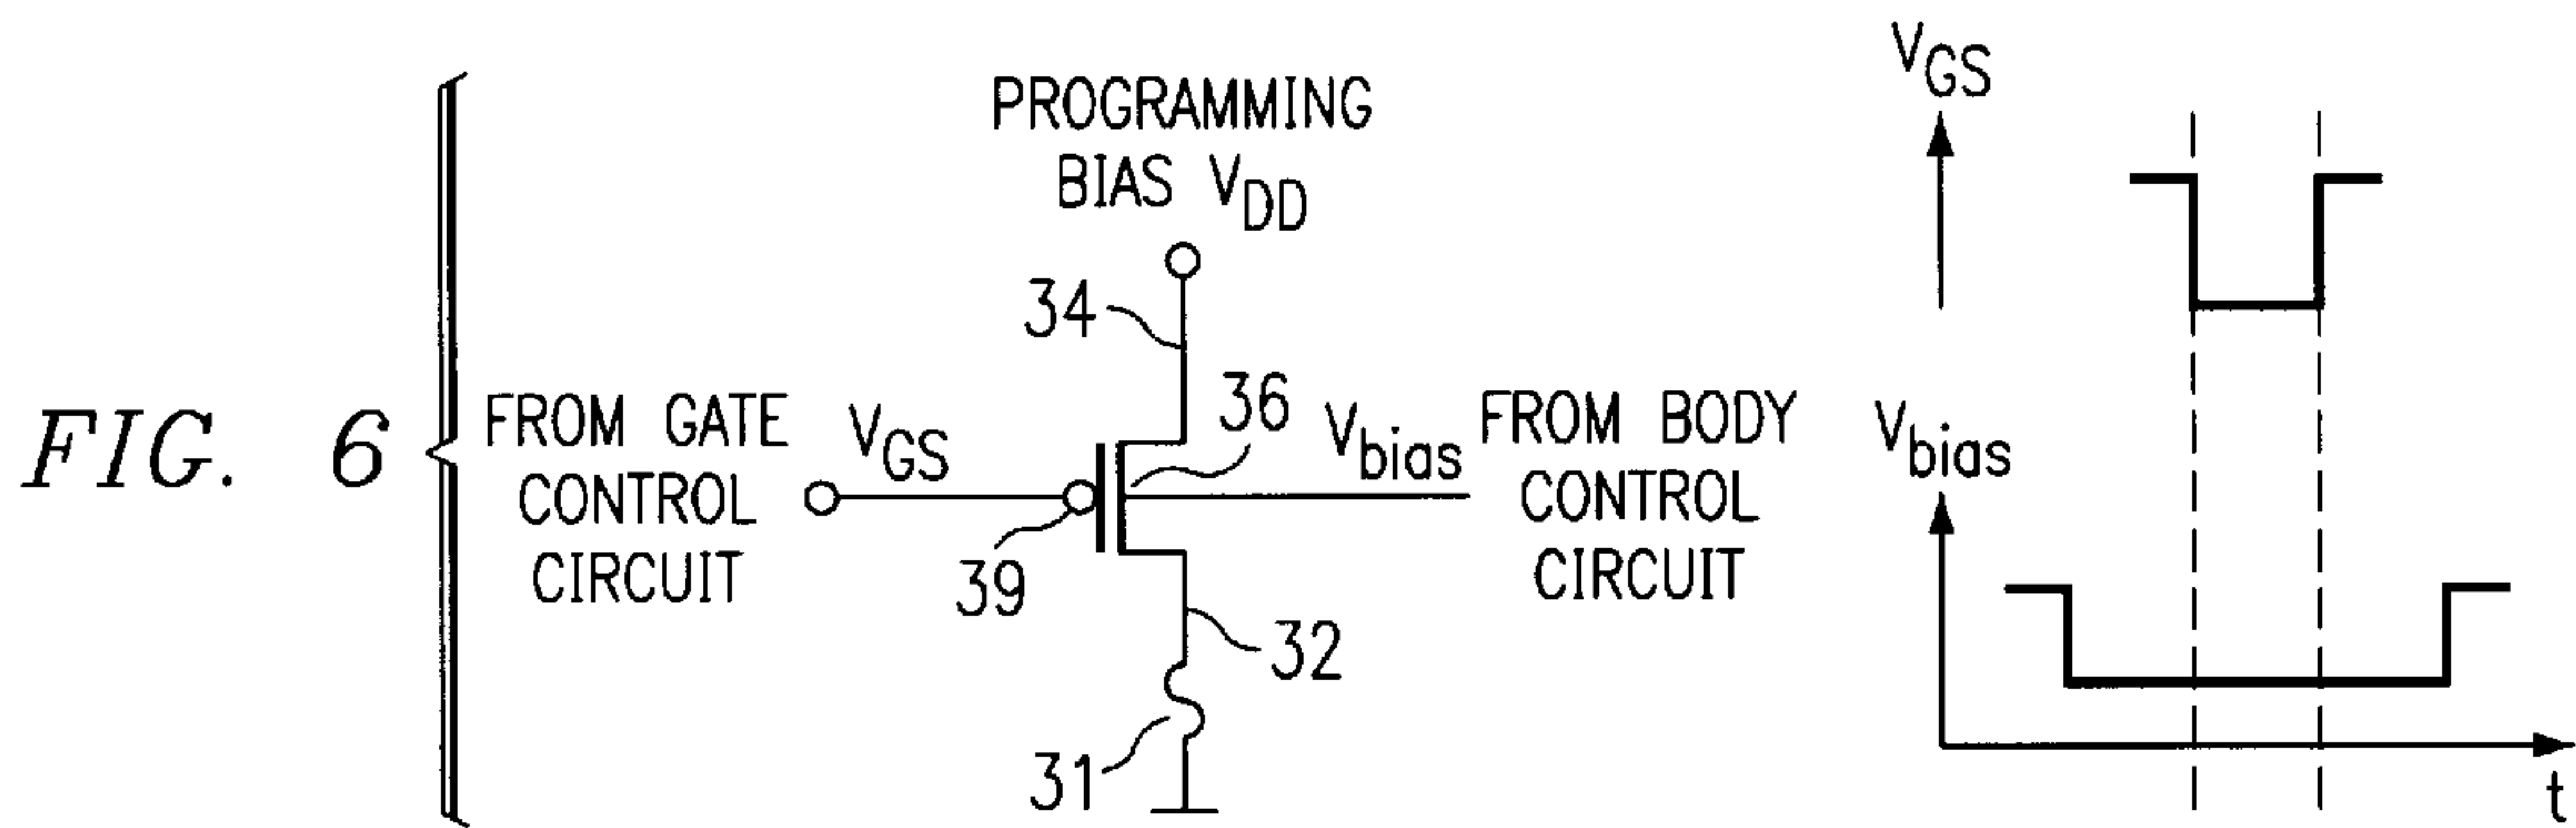 FIG. 6
PROGRAMMING
BIAS VDD
34
FROM GATE
CONTROL
CIRCUIT
VGS
39
36
Vbias
FROM BODY
CONTROL
CIRCUIT
32
31
VGS
Vbias
t